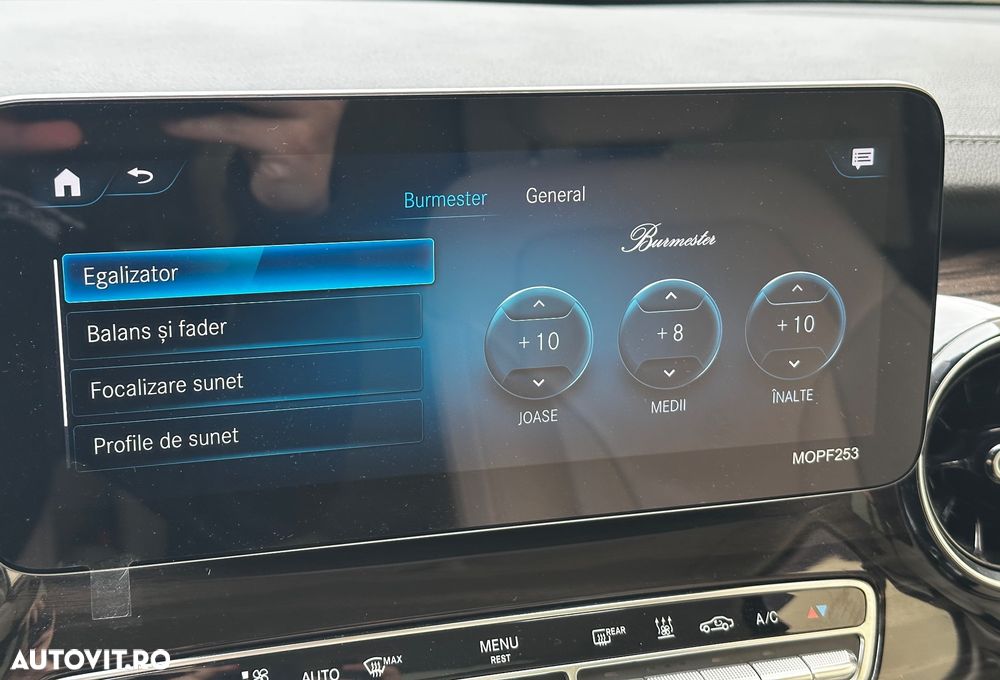 Burmester General
Burmester
Egalizator
Balans și fader
Focalizare sunet
Profile de sunet
+10
+8
+10
JOASE
MEDII
ÎNALTE
MOPF253
AUTO
MAX
MENU
REST
REAR
A/C
AUTOVIT.RO